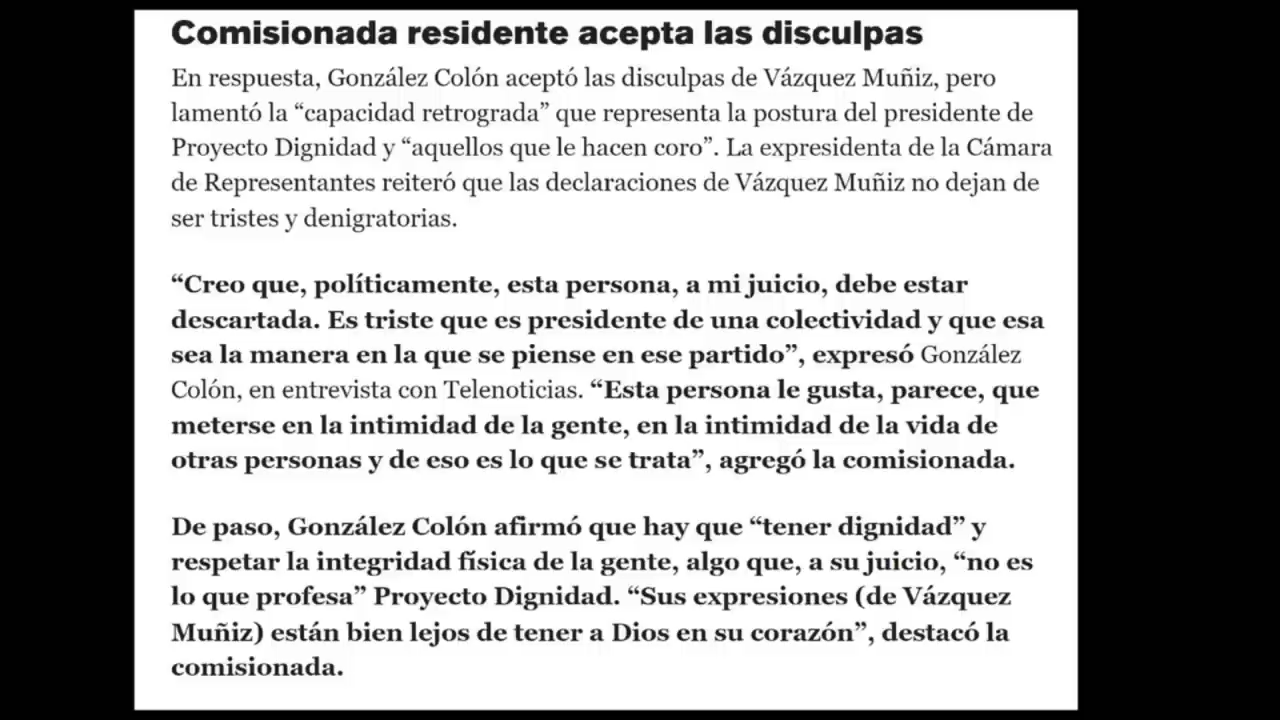 Comisionada residente acepta las disculpas
En respuesta, González Colón aceptó las disculpas de Vázquez Muñiz, pero
lamentó la “capacidad retrograda” que representa la postura del presidente de
Proyecto Dignidad y “aquellos que le hacen coro”. La expresidenta de la Cámara
de Representantes reiteró que las declaraciones de Vázquez Muñiz no dejan de
ser tristes y denigratorias.
“Creo que, políticamente, esta persona, a mi juicio, debe estar
descartada. Es triste que es presidente de una colectividad y que esa
sea la manera en la que se piense en ese partido”, expresó González
Colón, en entrevista con Telenoticias. “Esta persona le gusta, parece, que
meterse en la intimidad de la gente, en la intimidad de la vida de
otras personas y de eso es lo que se trata”, agregó la comisionada.
De paso, González Colón afirmó que hay que “tener dignidad” y
respetar la integridad física de la gente, algo que, a su juicio, “no es
lo que profesa” Proyecto Dignidad. “Sus expresiones (de Vázquez
Muñiz) están bien lejos de tener a Dios en su corazón”, destacó la
comisionada.